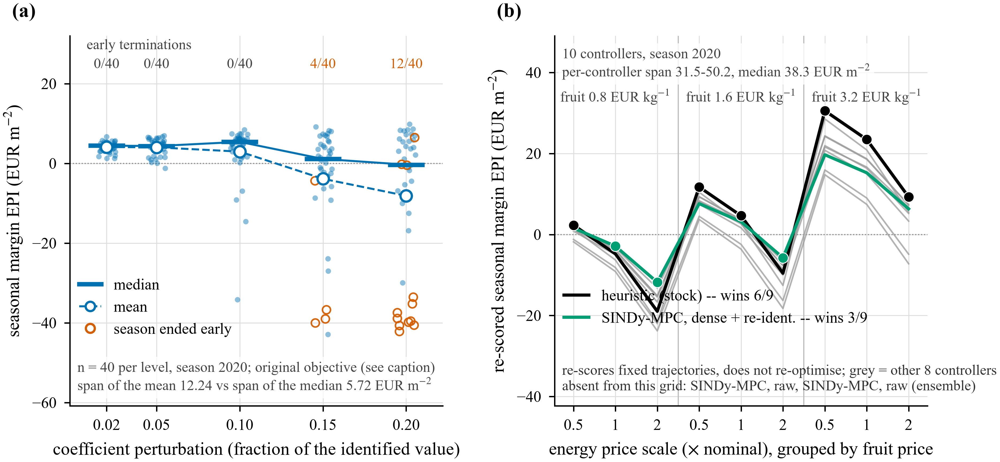 (a)
early terminations
0/40 0/40 0/40 4/40 12/40
20
0
−20
−40
−60
seasonal margin EPI (EUR m⁻²)
median
mean
season ended early
n = 40 per level, season 2020; original objective (see caption)
span of the mean 12.24 vs span of the median 5.72 EUR m⁻²
0.02 0.05 0.10 0.15 0.20
coefficient perturbation (fraction of the identified value)
(b)
10 controllers, season 2020
per-controller span 31.5-50.2, median 38.3 EUR m⁻²
fruit 0.8 EUR kg⁻¹ fruit 1.6 EUR kg⁻¹ fruit 3.2 EUR kg⁻¹
40
20
0
−20
−40
re-scored seasonal margin EPI (EUR m⁻²)
heuristic (stock) -- wins 6/9
SINDy-MPC, dense + re-ident. -- wins 3/9
re-scores fixed trajectories, does not re-optimise; grey = other 8 controllers
absent from this grid: SINDy-MPC, raw, SINDy-MPC, raw (ensemble)
0.5 1 2 0.5 1 2 0.5 1 2
energy price scale (× nominal), grouped by fruit price